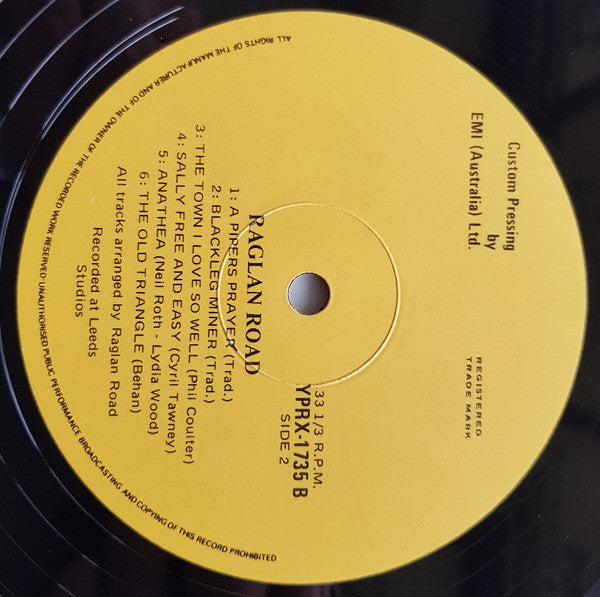 Custom Pressing
by
EMI (Australia) Ltd.
REGISTERED
TRADE MARK
33 1/3 R.P.M.
YPRX-1735 B
SIDE 2
RAGLAN ROAD
1: A PIPERS PRAYER (Trad.)
2: BLACKLEG MINER (Trad.)
3: THE TOWN I LOVE SO WELL (Phil Coulter)
4: SALLY FREE AND EASY (Cyril Tawney)
5: ANATHEA (Neil Roth - Lydia Wood)
6: THE OLD TRIANGLE (Behan)
All tracks arranged by Raglan Road
Recorded at Leeds
Studios
ALL RIGHTS OF THE MANUFACTURER AND OF THE OWNER OF THE RECORDED WORK RESERVED·UNAUTHORISED PUBLIC PERFORMANCE BROADCASTING AND COPYING OF THIS RECORD PROHIBITED